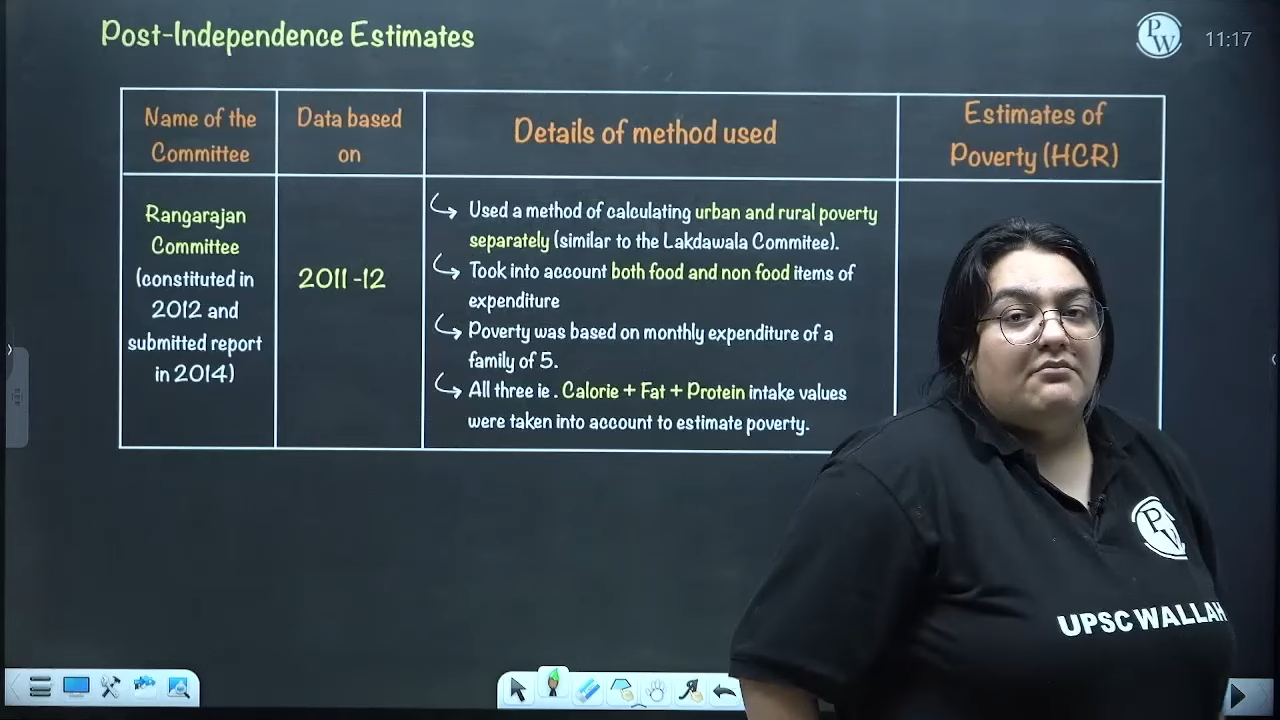 Post-Independence Estimates
PW
11:17
Name of the
Committee
Data based
on
Details of method used
Estimates of
Poverty (HCR)
Rangarajan
Committee
(constituted in
2012 and
submitted report
in 2014)
2011 -12
Used a method of calculating urban and rural poverty
separately (similar to the Lakdawala Commitee).
Took into account both food and non food items of
expenditure
Poverty was based on monthly expenditure of a
family of 5.
All three ie . Calorie + Fat + Protein intake values
were taken into account to estimate poverty.
PW
UPSC WALLAH